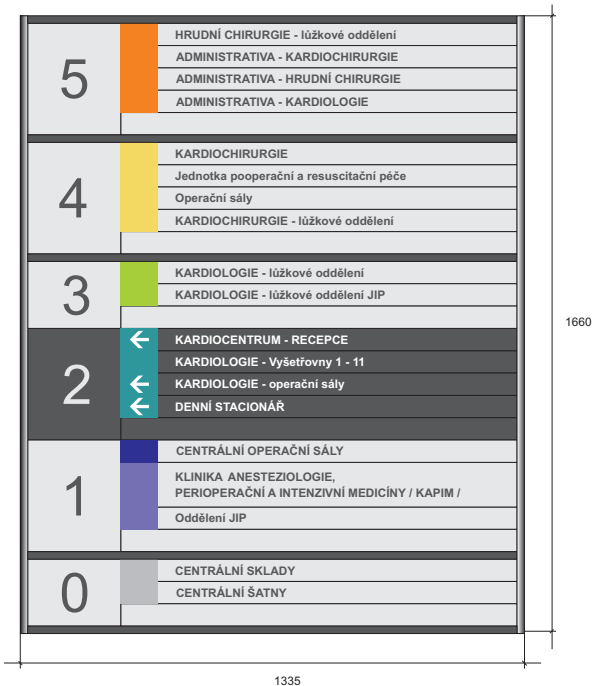 5
HRUDNÍ CHIRURGIE - lůžkové oddělení
ADMINISTRATIVA - KARDIOCHIRURGIE
ADMINISTRATIVA - HRUDNÍ CHIRURGIE
ADMINISTRATIVA - KARDIOLOGIE
4
KARDIOCHIRURGIE
Jednotka pooperační a resuscitační péče
Operační sály
KARDIOCHIRURGIE - lůžkové oddělení
3
KARDIOLOGIE - lůžkové oddělení
KARDIOLOGIE - lůžkové oddělení JIP
2
KARDIOCENTRUM - RECEPCE
KARDIOLOGIE - Vyšetřovny 1 - 11
KARDIOLOGIE - operační sály
DENNÍ STACIONÁŘ
1
CENTRÁLNÍ OPERAČNÍ SÁLY
KLINIKA ANESTEZIOLOGIE,
PERIOPERAČNÍ A INTENZIVNÍ MEDICÍNY / KAPIM /
Oddělení JIP
0
CENTRÁLNÍ SKLADY
CENTRÁLNÍ ŠATNY
1660
1335